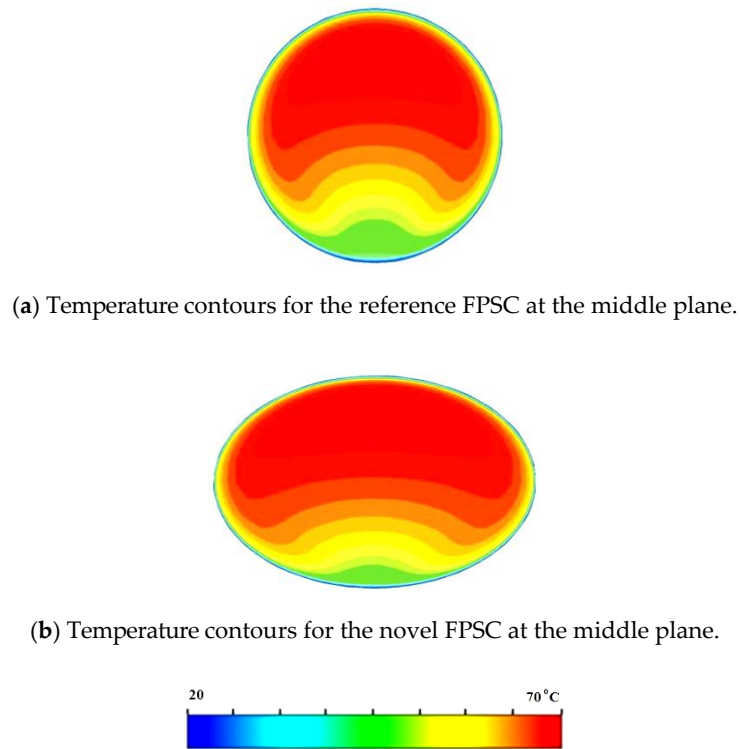 (a) Temperature contours for the reference FPSC at the middle plane.
(b) Temperature contours for the novel FPSC at the middle plane.
20 70 °C